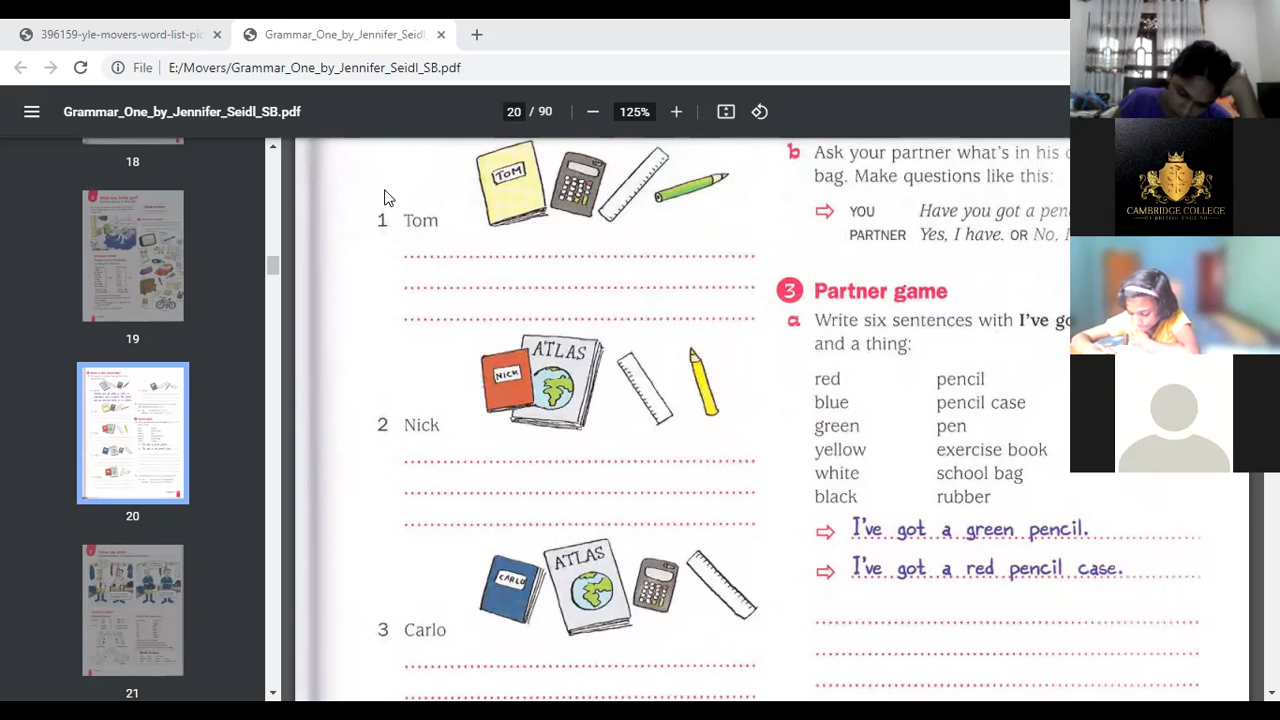 396159-yle-movers-word-list-pic
Grammar_One_by_Jennifer_Seidl_
File
E:/Movers/Grammar_One_by_Jennifer_Seidl_SB.pdf
Grammar_One_by_Jennifer_Seidl_SB.pdf
20 / 90
125%
18
19
20
21
TOM
1 Tom
NICK
ATLAS
2 Nick
CARLO
ATLAS
3 Carlo
b Ask your partner what's in his
bag. Make questions like this:
YOU Have you got a pen
PARTNER Yes, I have. OR No, I
3 Partner game
a Write six sentences with I've go
and a thing:
red pencil
blue pencil case
green pen
yellow exercise book
white school bag
black rubber
I've got a green pencil.
I've got a red pencil case.
CAMBRIDGE COLLEGE
OF BRITISH ENGLISH